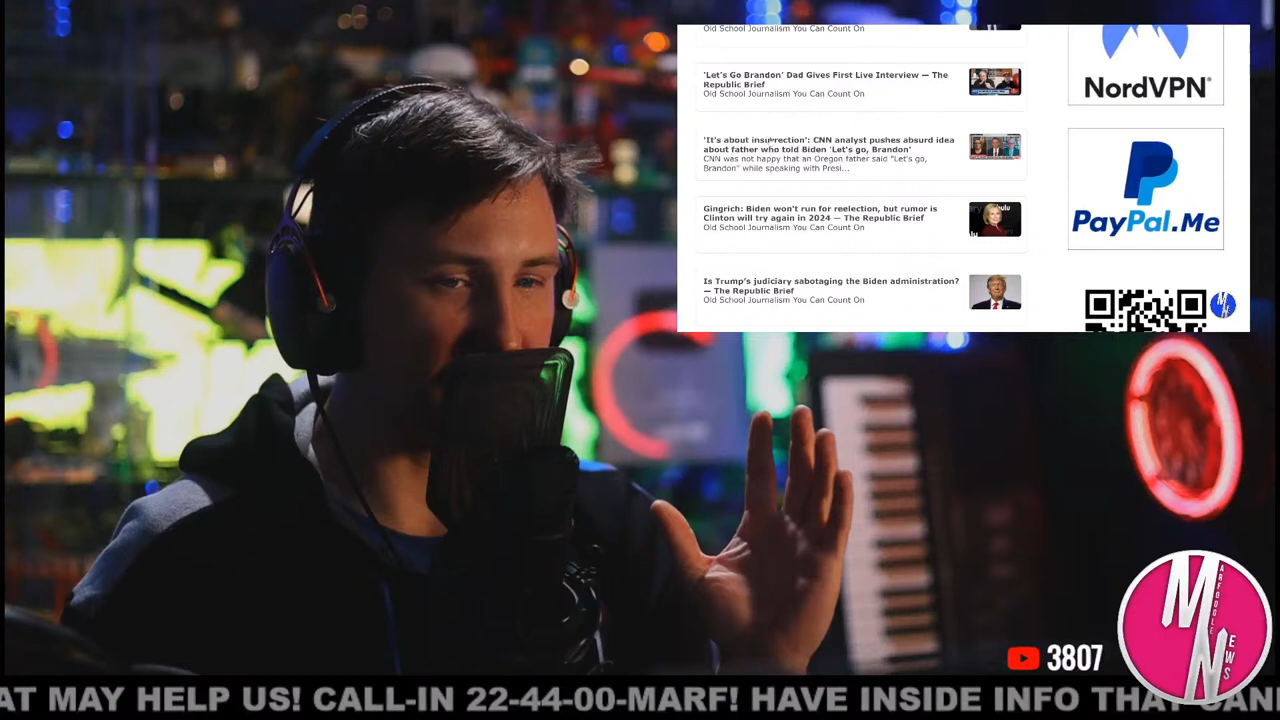 Old School Journalism You Can Count On
'Let's Go Brandon' Dad Gives First Live Interview — The
Republic Brief
Old School Journalism You Can Count On
'It's about insurrection': CNN analyst pushes absurd idea
about father who told Biden 'Let's go, Brandon'
CNN was not happy that an Oregon father said "Let's go,
Brandon" while speaking with Presi...
Gingrich: Biden won't run for reelection, but rumor is
Clinton will try again in 2024 — The Republic Brief
Old School Journalism You Can Count On
Is Trump's judiciary sabotaging the Biden administration?
— The Republic Brief
Old School Journalism You Can Count On
NordVPN®
PayPal.Me
3807
MARFOOGLE
NEWS
AT MAY HELP US! CALL-IN 22-44-00-MARF! HAVE INSIDE INFO THAT CAN